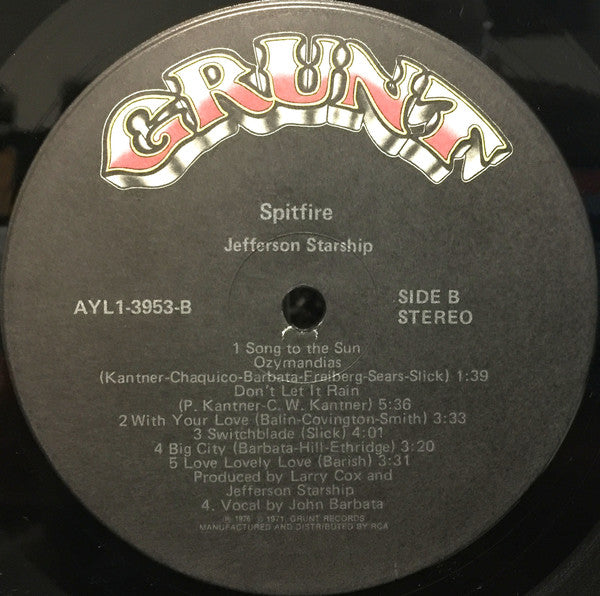 GRUNT
Spitfire
Jefferson Starship
AYL1-3953-B
SIDE B
STEREO
1 Song to the Sun
Ozymandias
(Kantner-Chaquico-Barbata-Freiberg-Sears-Slick) 1:39
Don't Let It Rain
(P. Kantner-C. W. Kantner) 5:36
2 With Your Love (Balin-Covington-Smith) 3:33
3 Switchblade (Slick) 4:01
4 Big City (Barbata-Hill-Ethridge) 3:20
5 Love Lovely Love (Barish) 3:31
Produced by Larry Cox and
Jefferson Starship
4. Vocal by John Barbata
℗ 1976 © 1971 GRUNT RECORDS
MANUFACTURED AND DISTRIBUTED BY RCA